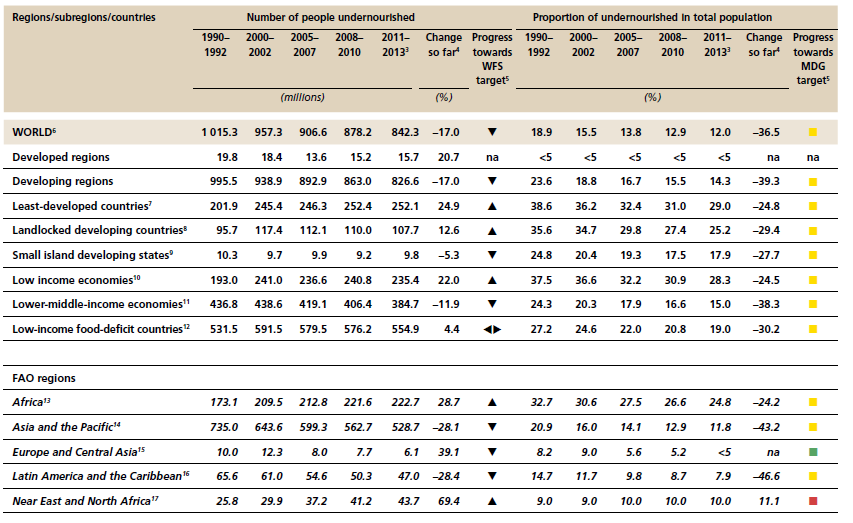 Regions/subregions/countries Number of people undernourished Proportion of undernourished in total population
1990–1992 2000–2002 2005–2007 2008–2010 2011–2013³ Change so far⁴ Progress towards WFS target⁵ 1990–1992 2000–2002 2005–2007 2008–2010 2011–2013³ Change so far⁴ Progress towards MDG target⁵
(millions) (%) (%)
WORLD⁶ 1 015.3 957.3 906.6 878.2 842.3 –17.0 ▼ 18.9 15.5 13.8 12.9 12.0 –36.5 ■
Developed regions 19.8 18.4 13.6 15.2 15.7 20.7 na <5 <5 <5 <5 <5 na na
Developing regions 995.5 938.9 892.9 863.0 826.6 –17.0 ▼ 23.6 18.8 16.7 15.5 14.3 –39.3 ■
Least-developed countries⁷ 201.9 245.4 246.3 252.4 252.1 24.9 ▲ 38.6 36.2 32.4 31.0 29.0 –24.8 ■
Landlocked developing countries⁸ 95.7 117.4 112.1 110.0 107.7 12.6 ▲ 35.6 34.7 29.8 27.4 25.2 –29.4 ■
Small island developing states⁹ 10.3 9.7 9.9 9.2 9.8 –5.3 ▼ 24.8 20.4 19.3 17.5 17.9 –27.7 ■
Low income economies¹⁰ 193.0 241.0 236.6 240.8 235.4 22.0 ▲ 37.5 36.6 32.2 30.9 28.3 –24.5 ■
Lower-middle-income economies¹¹ 436.8 438.6 419.1 406.4 384.7 –11.9 ▼ 24.3 20.3 17.9 16.6 15.0 –38.3 ■
Low-income food-deficit countries¹² 531.5 591.5 579.5 576.2 554.9 4.4 ◀▶ 27.2 24.6 22.0 20.8 19.0 –30.2 ■
FAO regions
Africa¹³ 173.1 209.5 212.8 221.6 222.7 28.7 ▲ 32.7 30.6 27.5 26.6 24.8 –24.2 ■
Asia and the Pacific¹⁴ 735.0 643.6 599.3 562.7 528.7 –28.1 ▼ 20.9 16.0 14.1 12.9 11.8 –43.2 ■
Europe and Central Asia¹⁵ 10.0 12.3 8.0 7.7 6.1 39.1 ▼ 8.2 9.0 5.6 5.2 <5 na ■
Latin America and the Caribbean¹⁶ 65.6 61.0 54.6 50.3 47.0 –28.4 ▼ 14.7 11.7 9.8 8.7 7.9 –46.6 ■
Near East and North Africa¹⁷ 25.8 29.9 37.2 41.2 43.7 69.4 ▲ 9.0 9.0 10.0 10.0 10.0 11.1 ■